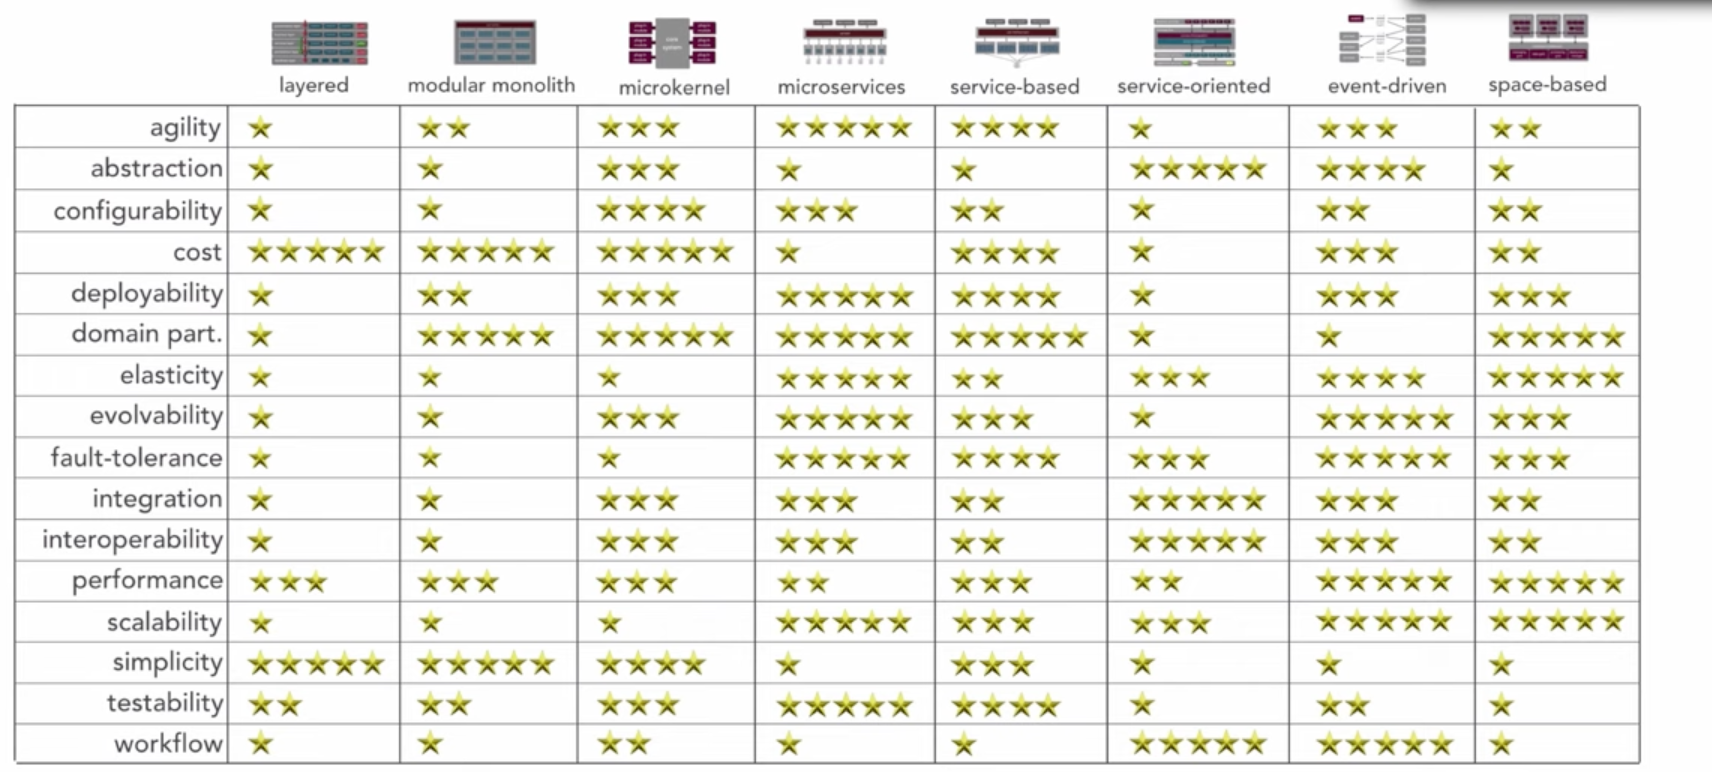 layered
modular monolith
microkernel
microservices
service-based
service-oriented
event-driven
space-based
agility
abstraction
configurability
cost
deployability
domain part.
elasticity
evolvability
fault-tolerance
integration
interoperability
performance
scalability
simplicity
testability
workflow